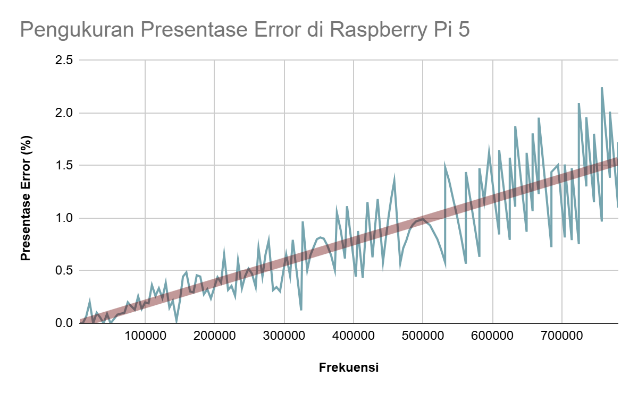 Pengukuran Presentase Error di Raspberry Pi 5
Presentase Error (%)
2.5
2.0
1.5
1.0
0.5
0.0
100000 200000 300000 400000 500000 600000 700000
Frekuensi